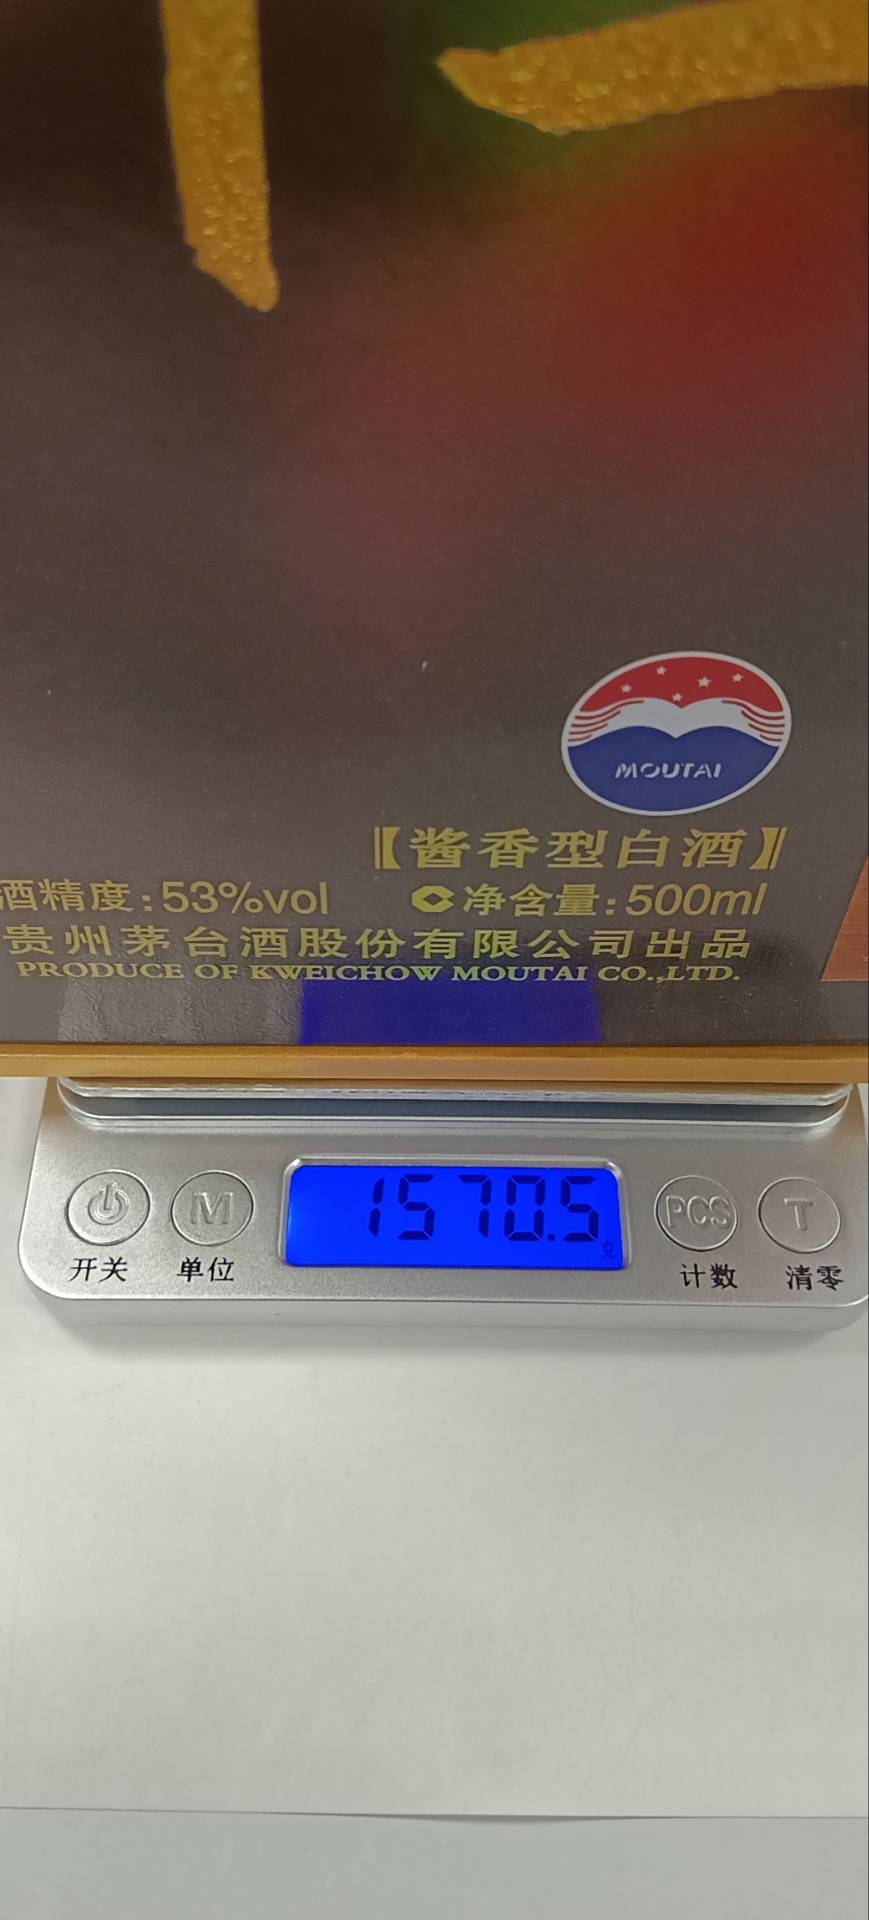 MOUTAI
【酱香型白酒】
酒精度:53%vol 净含量:500ml
贵州茅台酒股份有限公司出品
PRODUCE OF KWEICHOW MOUTAI CO.,LTD.
M 1570.5 克 PCS T
开关 单位 计数 清零